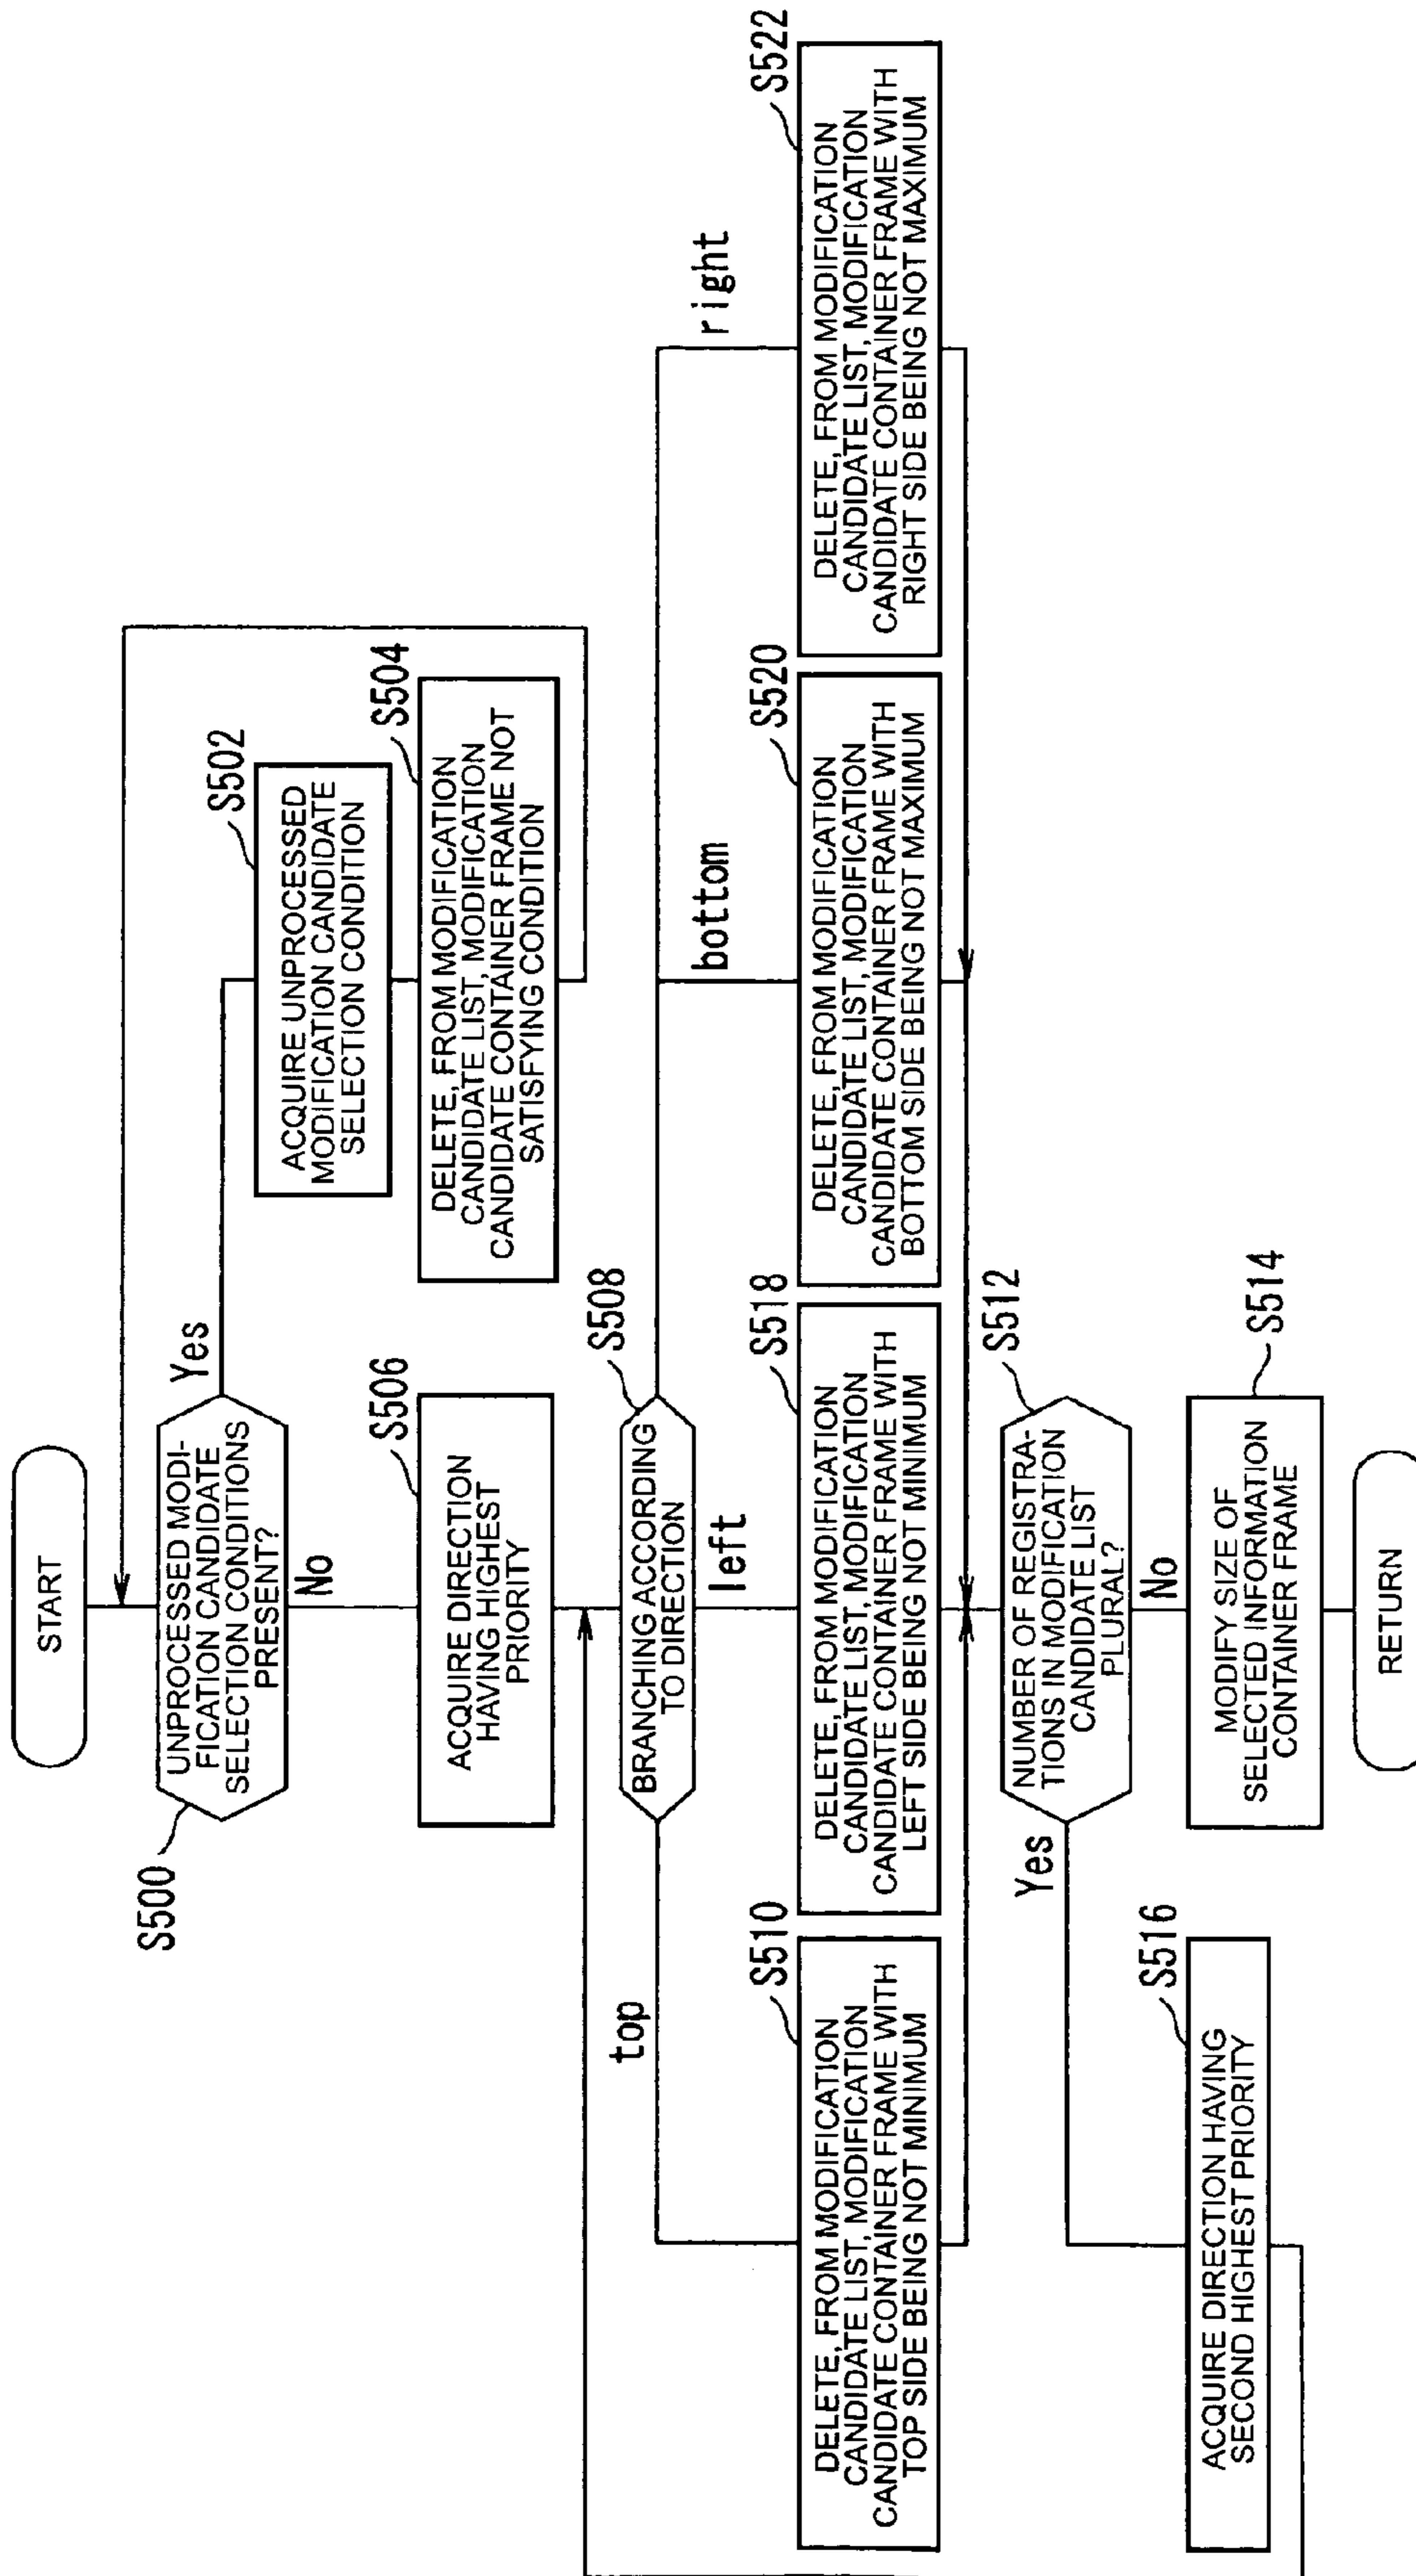 START
S500
UNPROCESSED MODI-
FICATION CANDIDATE
SELECTION CONDITIONS
PRESENT?
Yes
No
S502
ACQUIRE UNPROCESSED
MODIFICATION CANDIDATE
SELECTION CONDITION
S504
DELETE, FROM MODIFICATION
CANDIDATE LIST, MODIFICATION
CANDIDATE CONTAINER FRAME NOT
SATISFYING CONDITION
S506
ACQUIRE DIRECTION
HAVING HIGHEST
PRIORITY
S508
BRANCHING ACCORDING
TO DIRECTION
top
left
bottom
right
S510
DELETE, FROM MODIFICATION
CANDIDATE LIST, MODIFICATION
CANDIDATE CONTAINER FRAME WITH
TOP SIDE BEING NOT MINIMUM
S518
DELETE, FROM MODIFICATION
CANDIDATE LIST, MODIFICATION
CANDIDATE CONTAINER FRAME WITH
LEFT SIDE BEING NOT MINIMUM
S520
DELETE, FROM MODIFICATION
CANDIDATE LIST, MODIFICATION
CANDIDATE CONTAINER FRAME WITH
BOTTOM SIDE BEING NOT MAXIMUM
S522
DELETE, FROM MODIFICATION
CANDIDATE LIST, MODIFICATION
CANDIDATE CONTAINER FRAME WITH
RIGHT SIDE BEING NOT MAXIMUM
S512
NUMBER OF REGISTRA-
TIONS IN MODIFICATION
CANDIDATE LIST
PLURAL?
Yes
No
S516
ACQUIRE DIRECTION HAVING
SECOND HIGHEST PRIORITY
S514
MODIFY SIZE OF
SELECTED INFORMATION
CONTAINER FRAME
RETURN